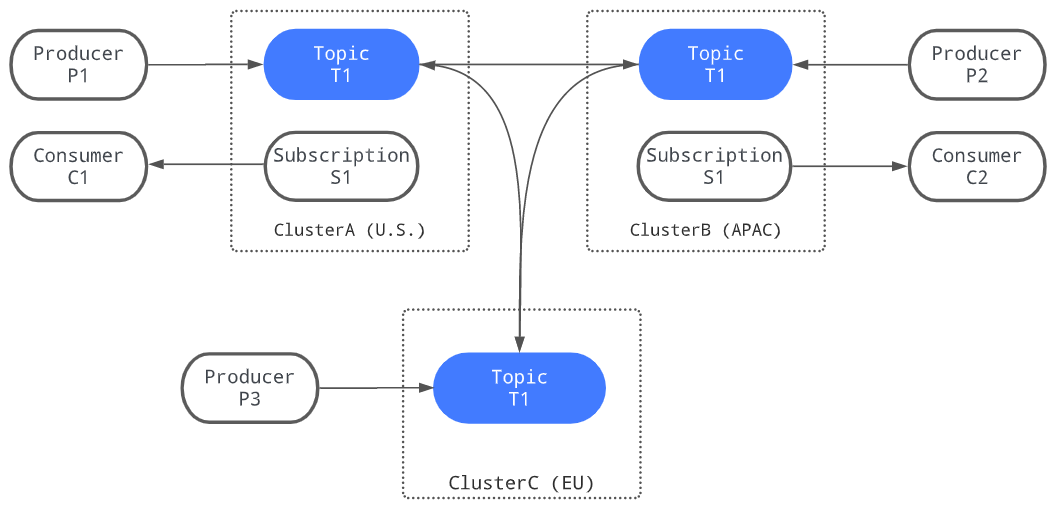 Producer
P1
Topic
T1
Topic
T1
Producer
P2
Consumer
C1
Subscription
S1
Subscription
S1
Consumer
C2
ClusterA (U.S.)
ClusterB (APAC)
Producer
P3
Topic
T1
ClusterC (EU)